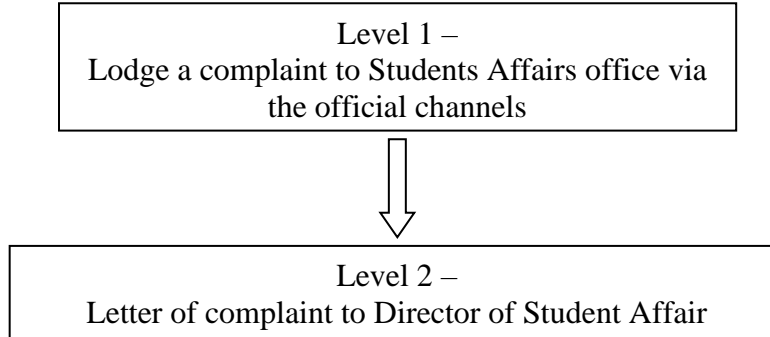 Level 1 –
Lodge a complaint to Students Affairs office via
the official channels
Level 2 –
Letter of complaint to Director of Student Affair